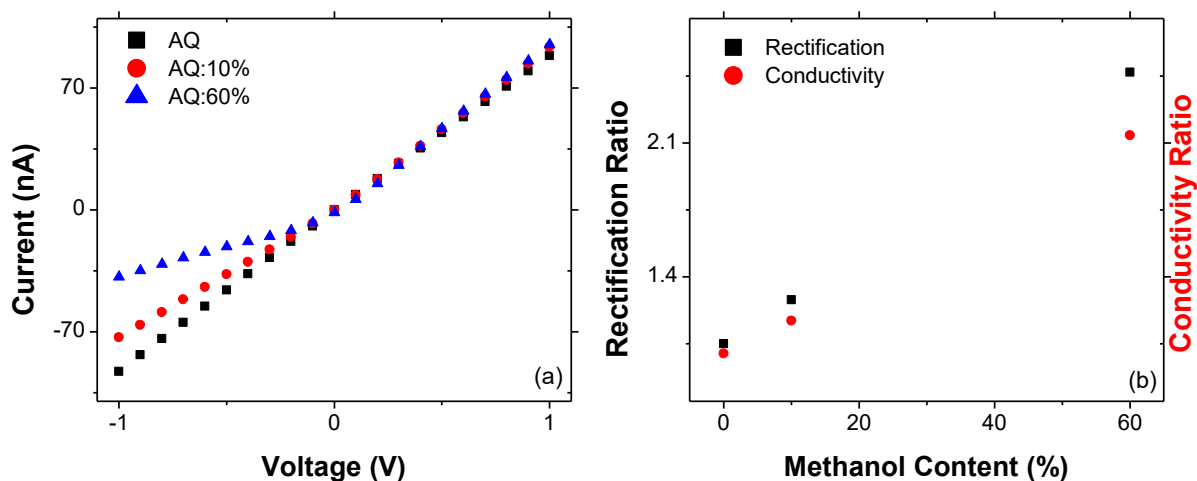 AQ
AQ:10%
AQ:60%
70
0
-70
-1
0
1
Current (nA)
Voltage (V)
(a)
Rectification
Conductivity
2.1
1.4
0
20
40
60
Rectification Ratio
Conductivity Ratio
Methanol Content (%)
(b)